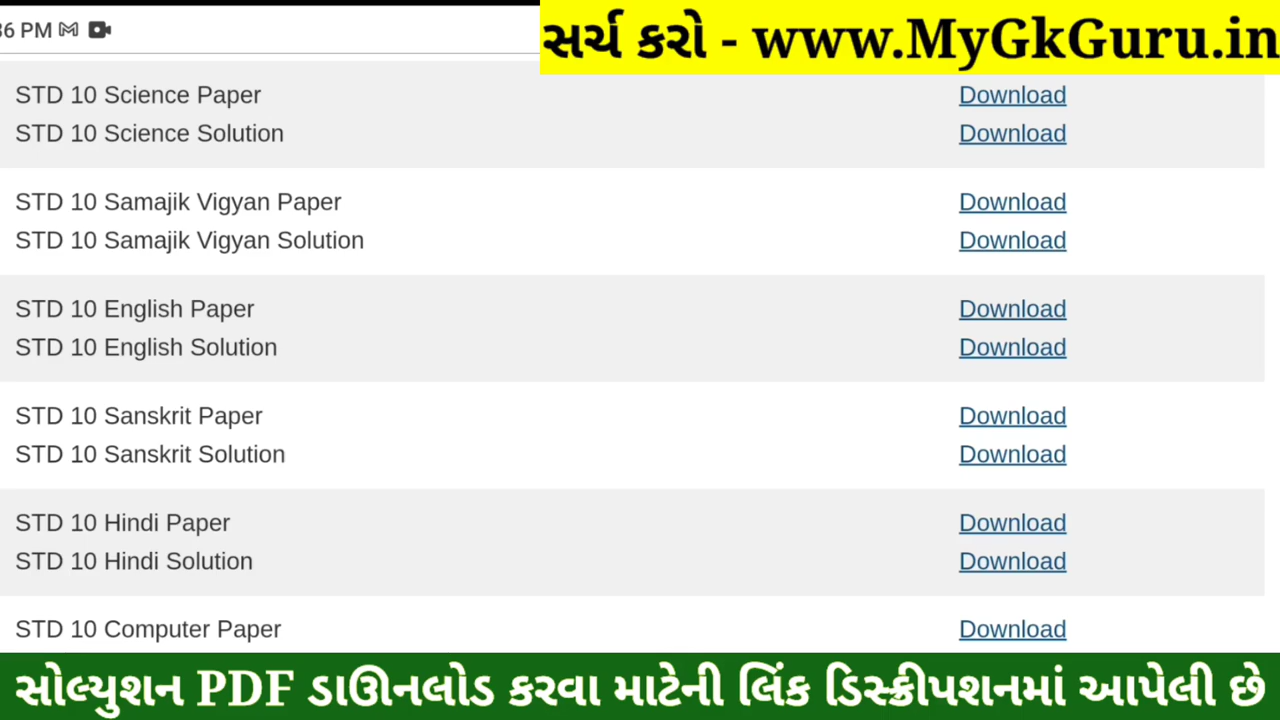 36 PM
સર્ચ કરો - www.MyGkGuru.in
STD 10 Science Paper Download
STD 10 Science Solution Download
STD 10 Samajik Vigyan Paper Download
STD 10 Samajik Vigyan Solution Download
STD 10 English Paper Download
STD 10 English Solution Download
STD 10 Sanskrit Paper Download
STD 10 Sanskrit Solution Download
STD 10 Hindi Paper Download
STD 10 Hindi Solution Download
STD 10 Computer Paper Download
સોલ્યુશન PDF ડાઊનલોડ કરવા માટેની લિંક ડિસ્ક્રીપશનમાં આપેલી છે